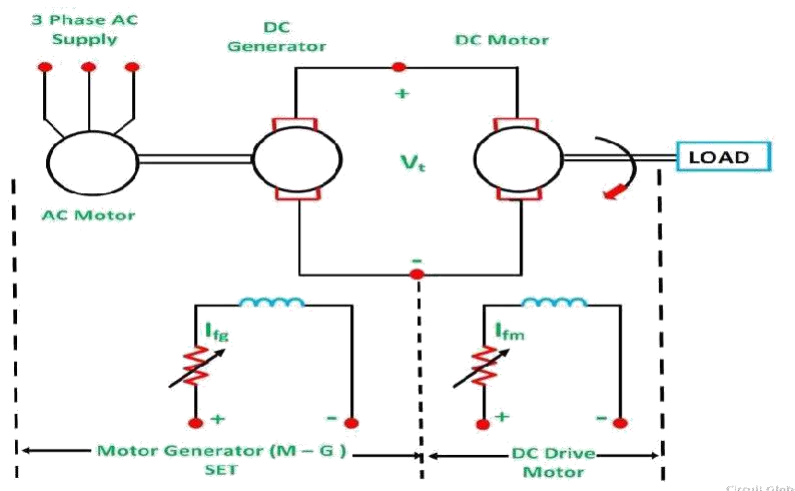 3 Phase AC
Supply
DC
Generator
DC Motor
+
Vt
LOAD
AC Motor
-
Ifg
Ifm
+
-
+
-
Motor Generator (M – G)
SET
DC Drive
Motor